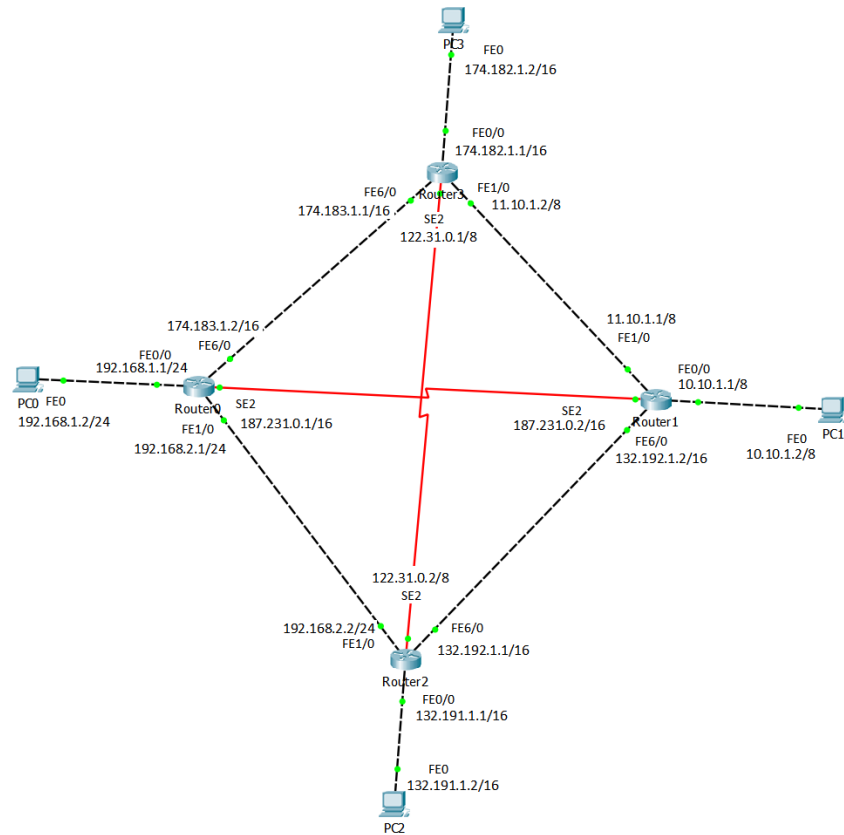 PC3
FE0
174.182.1.2/16
FE0/0
174.182.1.1/16
Router3
FE6/0
174.183.1.1/16
FE1/0
11.10.1.2/8
SE2
122.31.0.1/8
174.183.1.2/16
FE6/0
11.10.1.1/8
FE1/0
FE0/0
192.168.1.1/24
PC0
FE0
192.168.1.2/24
Router0
FE1/0
192.168.2.1/24
SE2
187.231.0.1/16
FE0/0
10.10.1.1/8
SE2
187.231.0.2/16
Router1
FE6/0
132.192.1.2/16
FE0
10.10.1.2/8
PC1
122.31.0.2/8
SE2
192.168.2.2/24
FE1/0
FE6/0
132.192.1.1/16
Router2
FE0/0
132.191.1.1/16
FE0
132.191.1.2/16
PC2